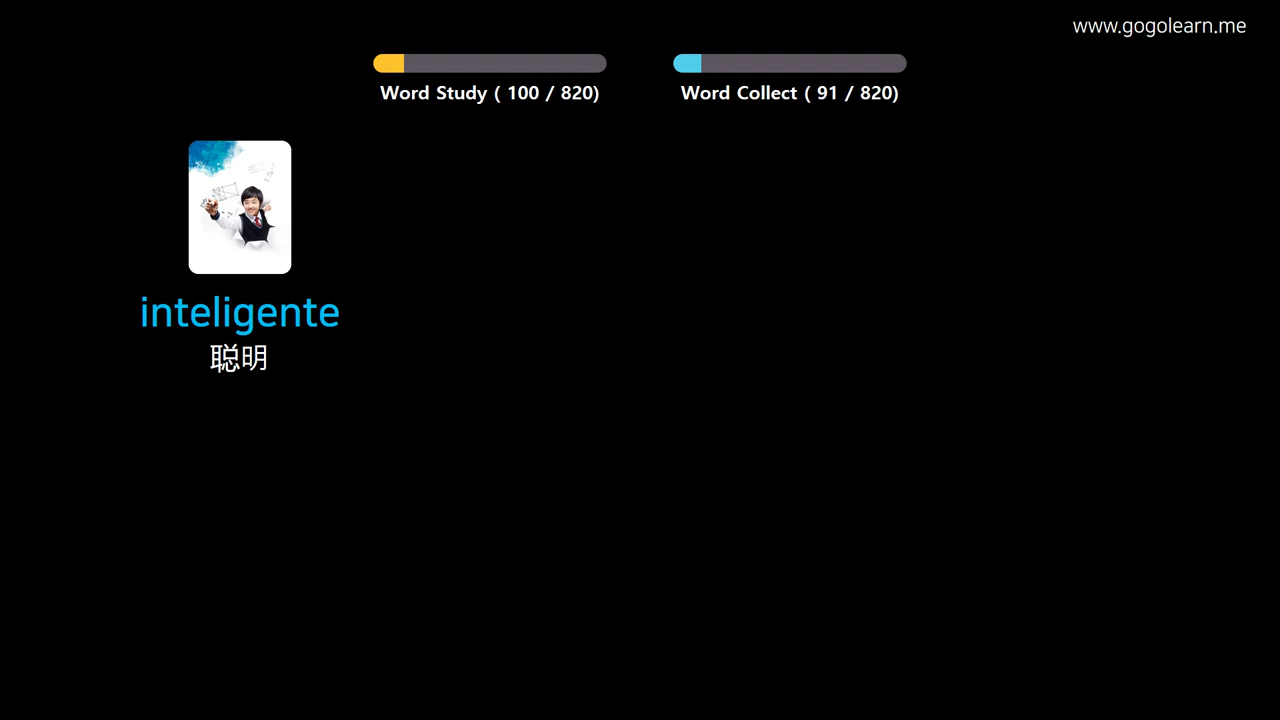 www.gogolearn.me
Word Study ( 100 / 820)
Word Collect ( 91 / 820)
inteligente
聪明